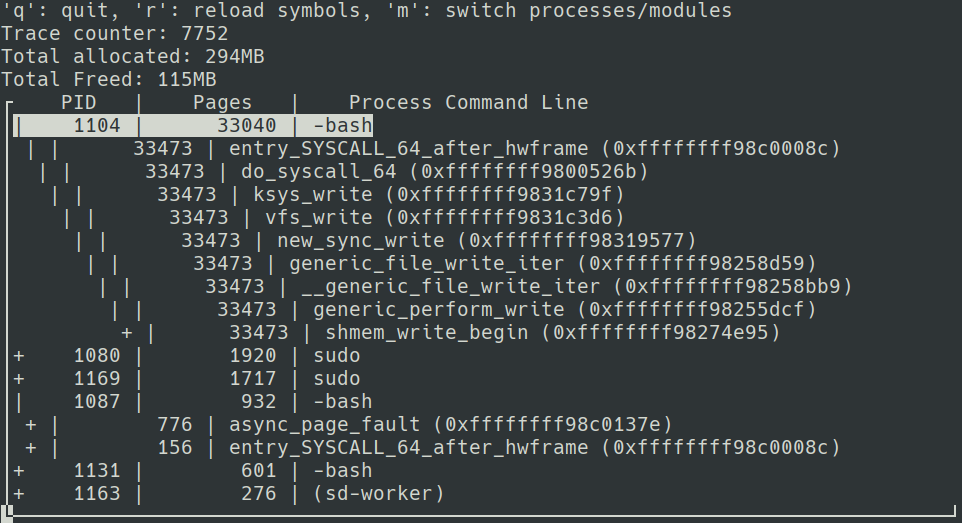 'q': quit, 'r': reload symbols, 'm': switch processes/modules
Trace counter: 7752
Total allocated: 294MB
Total Freed: 115MB
    PID   |    Pages   |    Process Command Line
|    1104 |      33040 | -bash
 | |      33473 | entry_SYSCALL_64_after_hwframe (0xffffffff98c0008c)
  | |      33473 | do_syscall_64 (0xffffffff9800526b)
   | |      33473 | ksys_write (0xffffffff9831c79f)
    | |      33473 | vfs_write (0xffffffff9831c3d6)
     | |      33473 | new_sync_write (0xffffffff98319577)
      | |      33473 | generic_file_write_iter (0xffffffff98258d59)
       | |      33473 | __generic_file_write_iter (0xffffffff98258bb9)
        | |      33473 | generic_perform_write (0xffffffff98255dcf)
         + |      33473 | shmem_write_begin (0xffffffff98274e95)
+    1080 |       1920 | sudo
+    1169 |       1717 | sudo
|    1087 |        932 | -bash
 + |        776 | async_page_fault (0xffffffff98c0137e)
 + |        156 | entry_SYSCALL_64_after_hwframe (0xffffffff98c0008c)
+    1131 |        601 | -bash
+    1163 |        276 | (sd-worker)